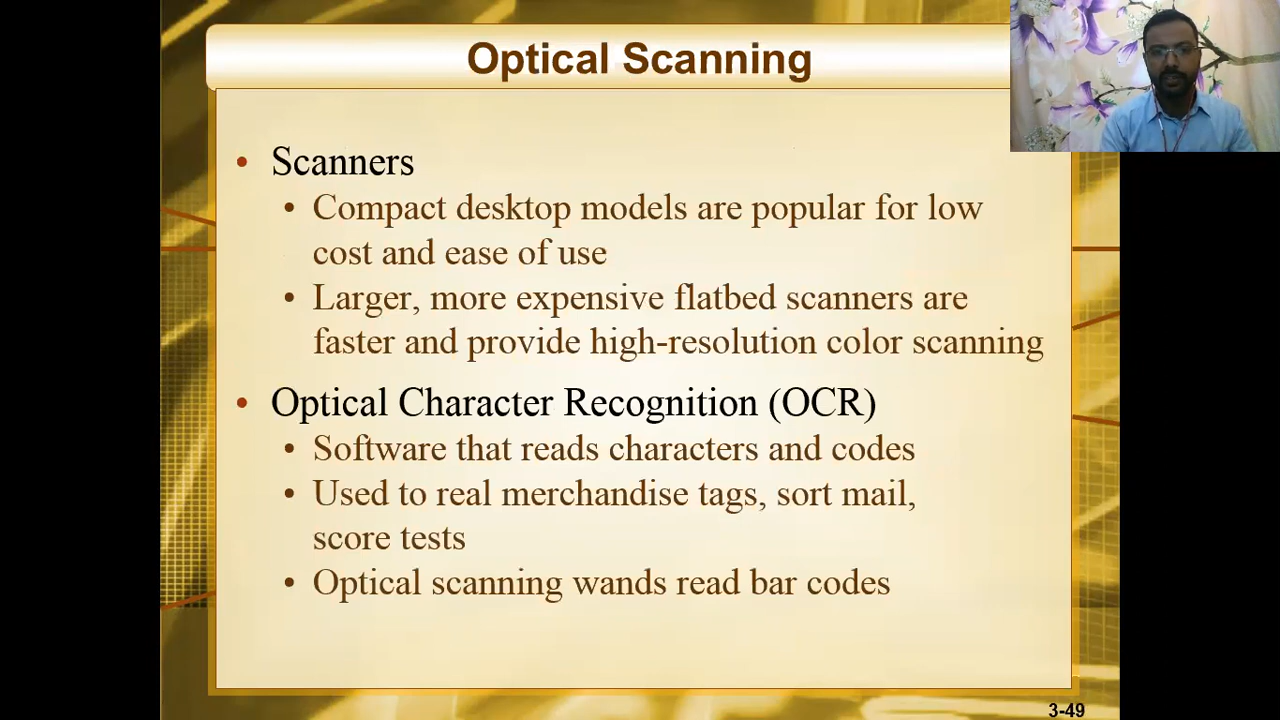 Optical Scanning
• Scanners
• Compact desktop models are popular for low
cost and ease of use
• Larger, more expensive flatbed scanners are
faster and provide high-resolution color scanning
• Optical Character Recognition (OCR)
• Software that reads characters and codes
• Used to real merchandise tags, sort mail,
score tests
• Optical scanning wands read bar codes
3-49